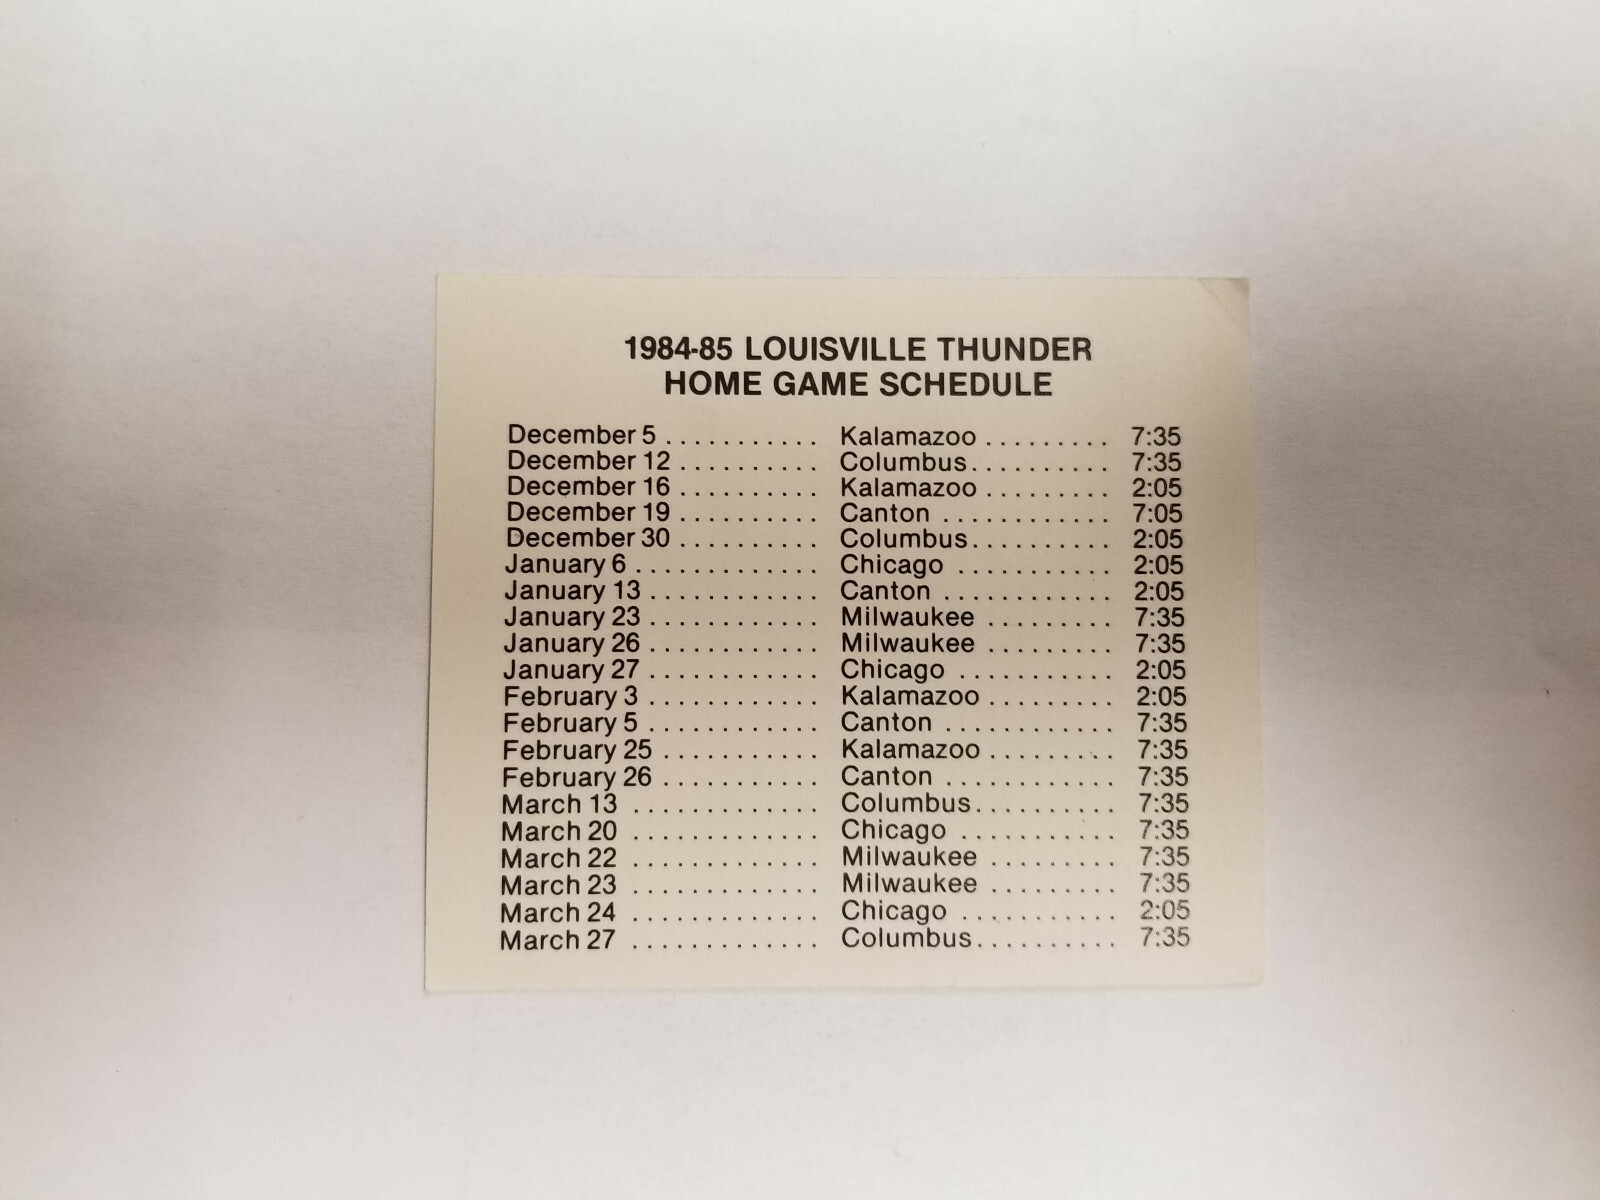 1984-85 LOUISVILLE THUNDER
HOME GAME SCHEDULE
December 5 . . . . . . . . . . . Kalamazoo . . . . . . . . . 7:35
December 12 . . . . . . . . . . Columbus. . . . . . . . . . 7:35
December 16 . . . . . . . . . . Kalamazoo . . . . . . . . . 2:05
December 19 . . . . . . . . . . Canton . . . . . . . . . . . . 7:05
December 30 . . . . . . . . . . Columbus. . . . . . . . . . 2:05
January 6 . . . . . . . . . . . . . Chicago . . . . . . . . . . . 2:05
January 13 . . . . . . . . . . . . Canton . . . . . . . . . . . . 2:05
January 23 . . . . . . . . . . . . Milwaukee . . . . . . . . . 7:35
January 26 . . . . . . . . . . . . Milwaukee . . . . . . . . . 7:35
January 27 . . . . . . . . . . . . Chicago . . . . . . . . . . . 2:05
February 3 . . . . . . . . . . . . Kalamazoo . . . . . . . . . 2:05
February 5 . . . . . . . . . . . . Canton . . . . . . . . . . . . 7:35
February 25 . . . . . . . . . . . Kalamazoo . . . . . . . . . 7:35
February 26 . . . . . . . . . . . Canton . . . . . . . . . . . . 7:35
March 13 . . . . . . . . . . . . . Columbus. . . . . . . . . . 7:35
March 20 . . . . . . . . . . . . . Chicago . . . . . . . . . . . 7:35
March 22 . . . . . . . . . . . . . Milwaukee . . . . . . . . . 7:35
March 23 . . . . . . . . . . . . . Milwaukee . . . . . . . . . 7:35
March 24 . . . . . . . . . . . . . Chicago . . . . . . . . . . . 2:05
March 27 . . . . . . . . . . . . . Columbus. . . . . . . . . . 7:35